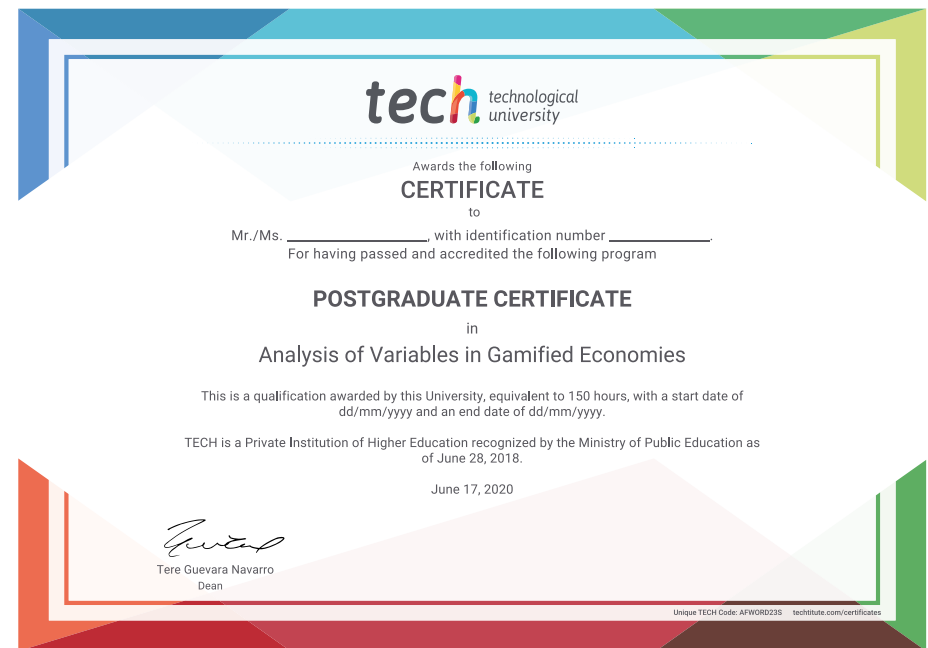 tech technological
university
Awards the following
CERTIFICATE
to
Mr./Ms. ____________________, with identification number ______________.
For having passed and accredited the following program
POSTGRADUATE CERTIFICATE
in
Analysis of Variables in Gamified Economies
This is a qualification awarded by this University, equivalent to 150 hours, with a start date of
dd/mm/yyyy and an end date of dd/mm/yyyy.
TECH is a Private Institution of Higher Education recognized by the Ministry of Public Education as
of June 28, 2018.
June 17, 2020
Tere Guevara Navarro
Dean
Unique TECH Code: AFWORD23S techtitute.com/certificates